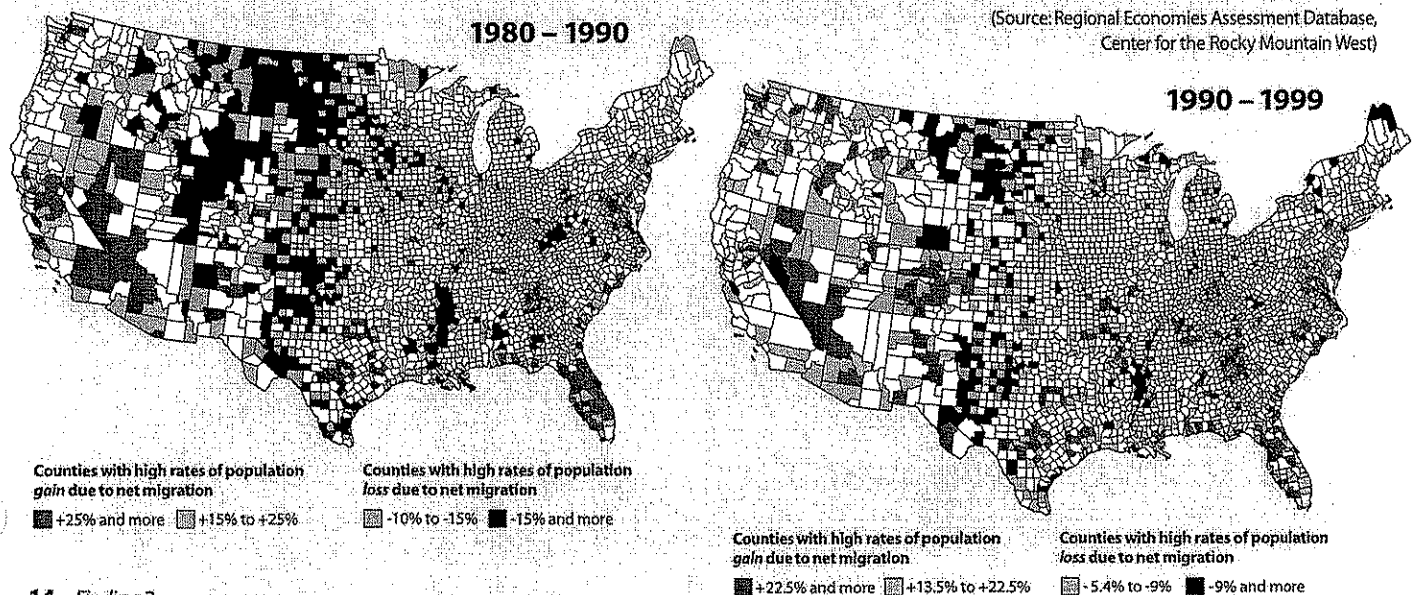 1980 – 1990
(Source: Regional Economies Assessment Database,
Center for the Rocky Mountain West)
1990 – 1999
Counties with high rates of population
gain due to net migration
+25% and more +15% to +25%
Counties with high rates of population
loss due to net migration
-10% to -15% -15% and more
Counties with high rates of population
gain due to net migration
+22.5% and more +13.5% to +22.5%
Counties with high rates of population
loss due to net migration
-5.4% to -9% -9% and more
14 Finding